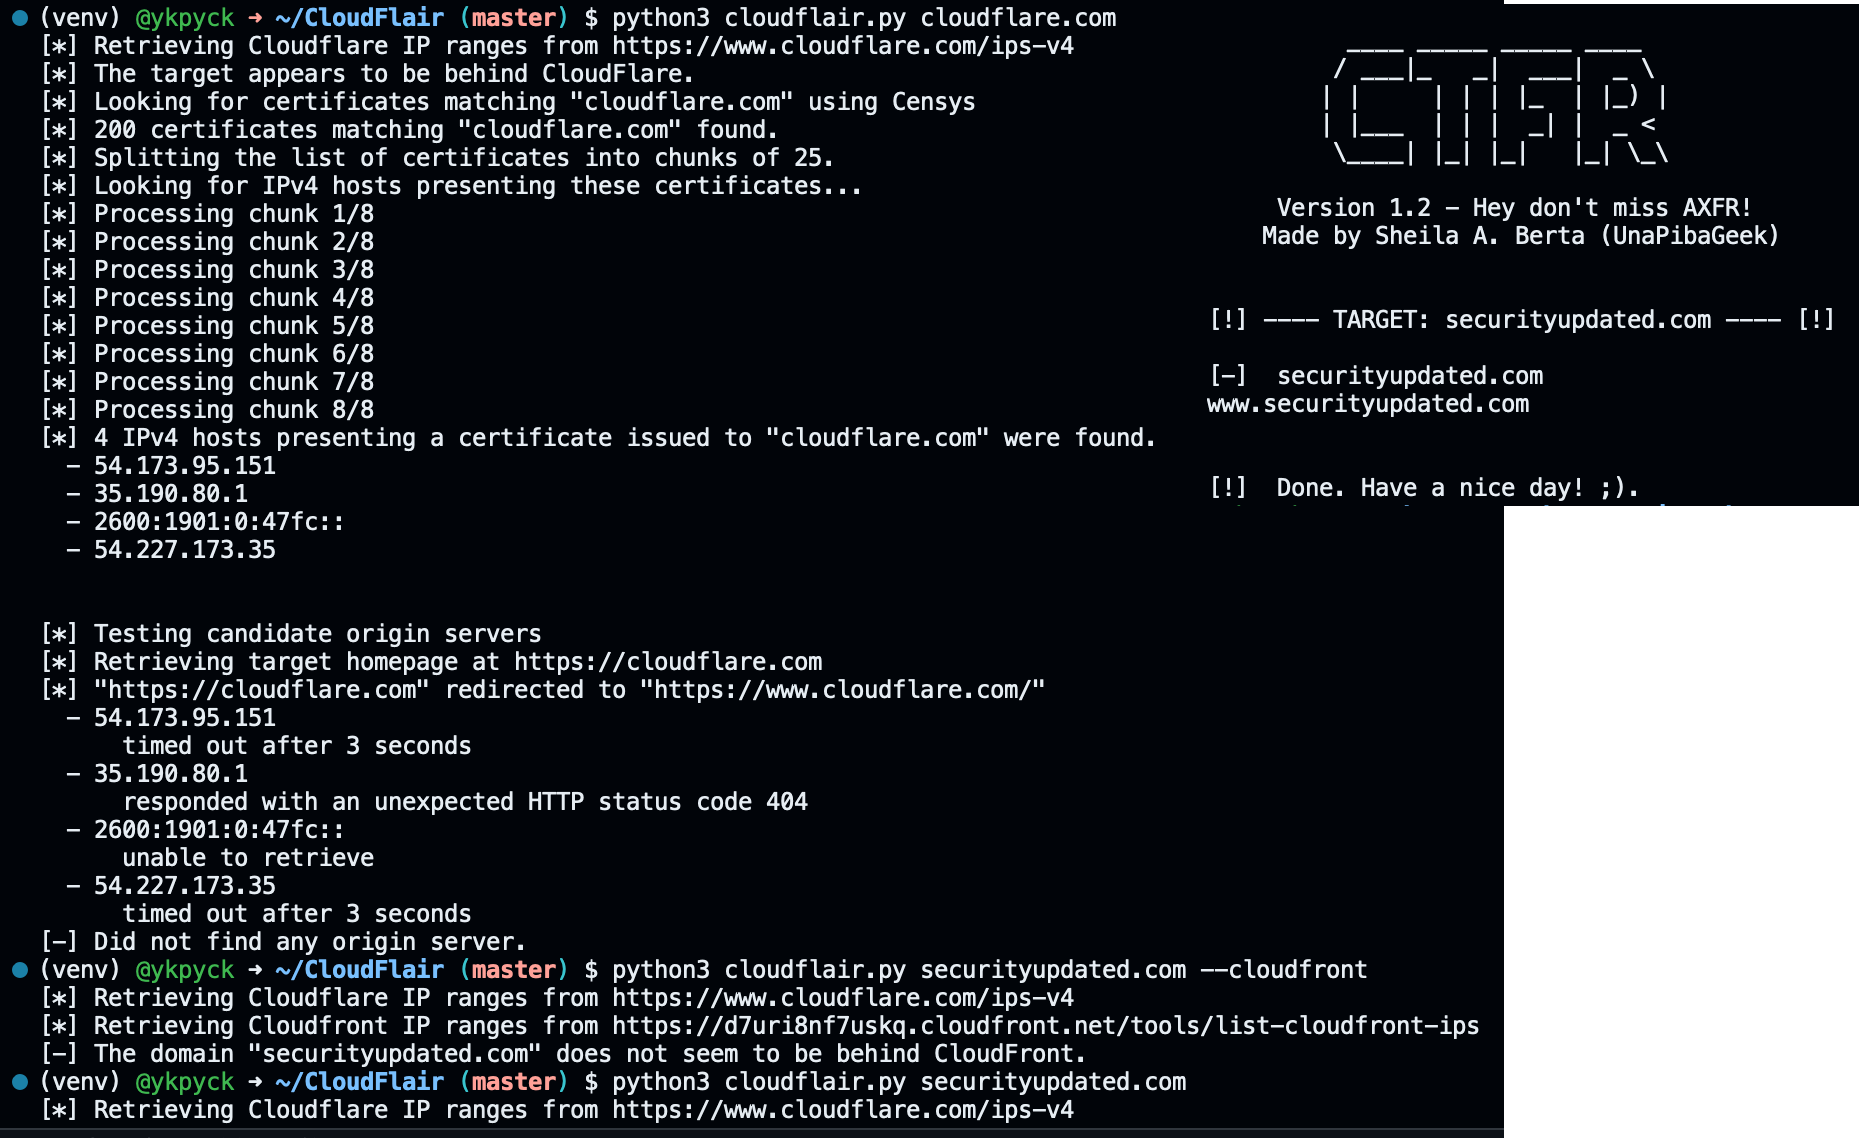 (venv) @ykpyck ➜ ~/CloudFlair (master) $ python3 cloudflair.py cloudflare.com
[*] Retrieving Cloudflare IP ranges from https://www.cloudflare.com/ips-v4
[*] The target appears to be behind CloudFlare.
[*] Looking for certificates matching "cloudflare.com" using Censys
[*] 200 certificates matching "cloudflare.com" found.
[*] Splitting the list of certificates into chunks of 25.
[*] Looking for IPv4 hosts presenting these certificates...
[*] Processing chunk 1/8
[*] Processing chunk 2/8
[*] Processing chunk 3/8
[*] Processing chunk 4/8
[*] Processing chunk 5/8
[*] Processing chunk 6/8
[*] Processing chunk 7/8
[*] Processing chunk 8/8
[*] 4 IPv4 hosts presenting a certificate issued to "cloudflare.com" were found.
- 54.173.95.151
- 35.190.80.1
- 2600:1901:0:47fc::
- 54.227.173.35
[*] Testing candidate origin servers
[*] Retrieving target homepage at https://cloudflare.com
[*] "https://cloudflare.com" redirected to "https://www.cloudflare.com/"
- 54.173.95.151
timed out after 3 seconds
- 35.190.80.1
responded with an unexpected HTTP status code 404
- 2600:1901:0:47fc::
unable to retrieve
- 54.227.173.35
timed out after 3 seconds
[-] Did not find any origin server.
(venv) @ykpyck ➜ ~/CloudFlair (master) $ python3 cloudflair.py securityupdated.com --cloudfront
[*] Retrieving Cloudflare IP ranges from https://www.cloudflare.com/ips-v4
[*] Retrieving Cloudfront IP ranges from https://d7uri8nf7uskq.cloudfront.net/tools/list-cloudfront-ips
[-] The domain "securityupdated.com" does not seem to be behind CloudFront.
(venv) @ykpyck ➜ ~/CloudFlair (master) $ python3 cloudflair.py securityupdated.com
[*] Retrieving Cloudflare IP ranges from https://www.cloudflare.com/ips-v4
CTFR
Version 1.2 - Hey don't miss AXFR!
Made by Sheila A. Berta (UnaPibaGeek)
[!] ---- TARGET: securityupdated.com ---- [!]
[-] securityupdated.com
www.securityupdated.com
[!] Done. Have a nice day! ;).